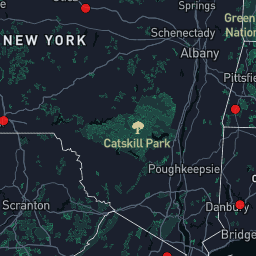 Springs
Green
Nation
Schenectady
NEW YORK
Albany
Pittsfi
Catskill Park
Poughkeepsie
Scranton
Danbury
Bridge